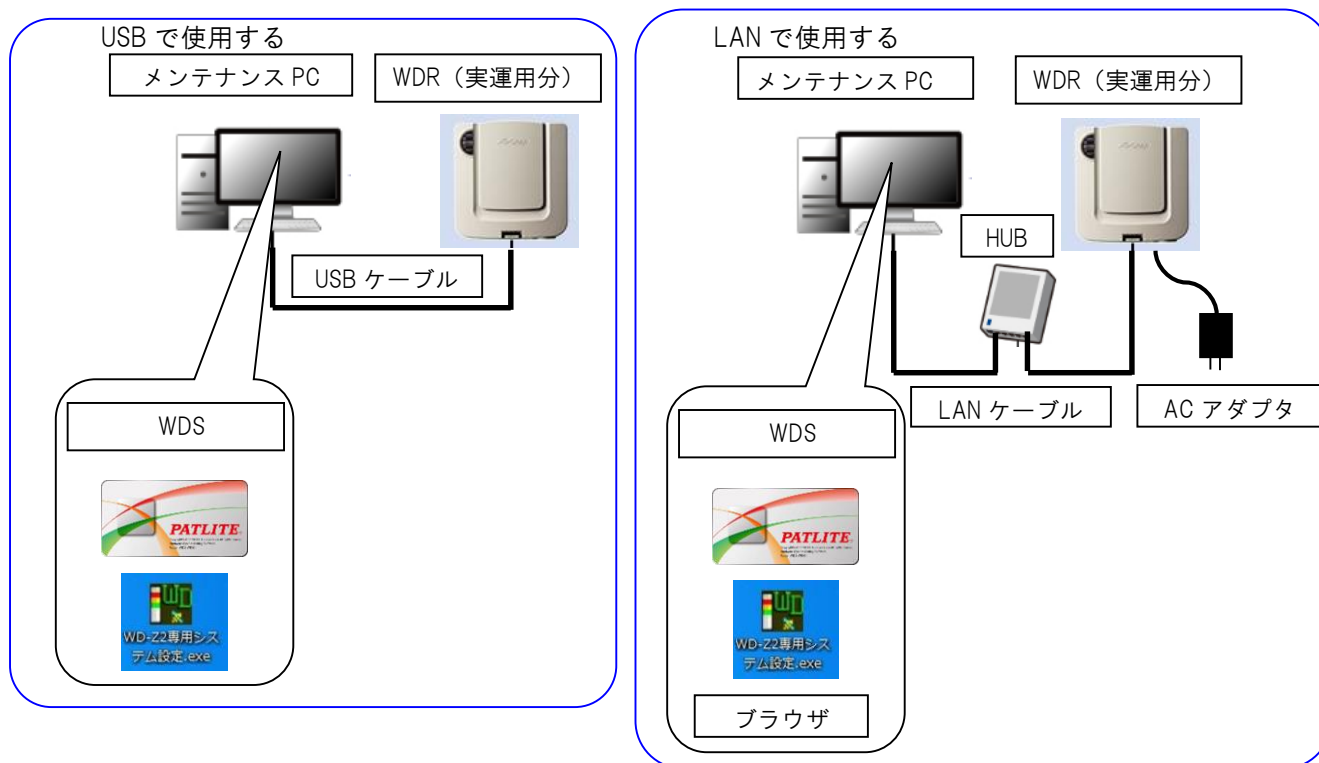 USB で使用する
メンテナンス PC
WDR（実運用分）
USB ケーブル
WDS
PATLITE
WD-Z2専用シス
テム設定.exe
LAN で使用する
メンテナンス PC
WDR（実運用分）
HUB
LAN ケーブル
AC アダプタ
WDS
PATLITE
WD-Z2専用シス
テム設定.exe
ブラウザ